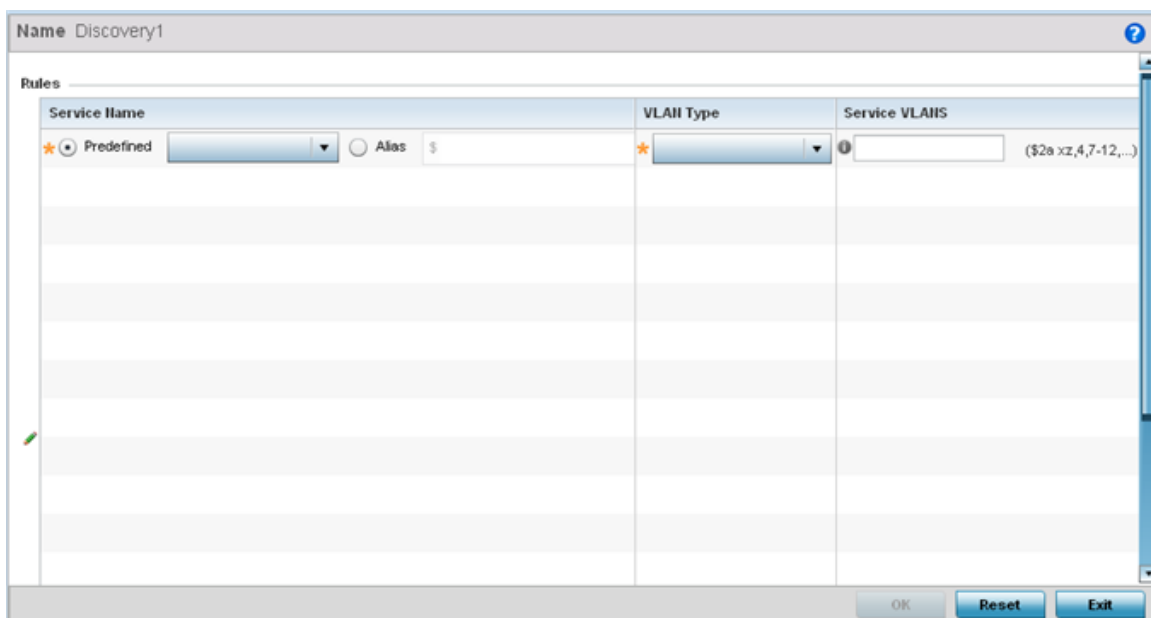 Name Discovery1
?
Rules
Service Name VLAN Type Service VLANS
Predefined Alias $ ($2a xz,4,7-12,...)
OK Reset Exit